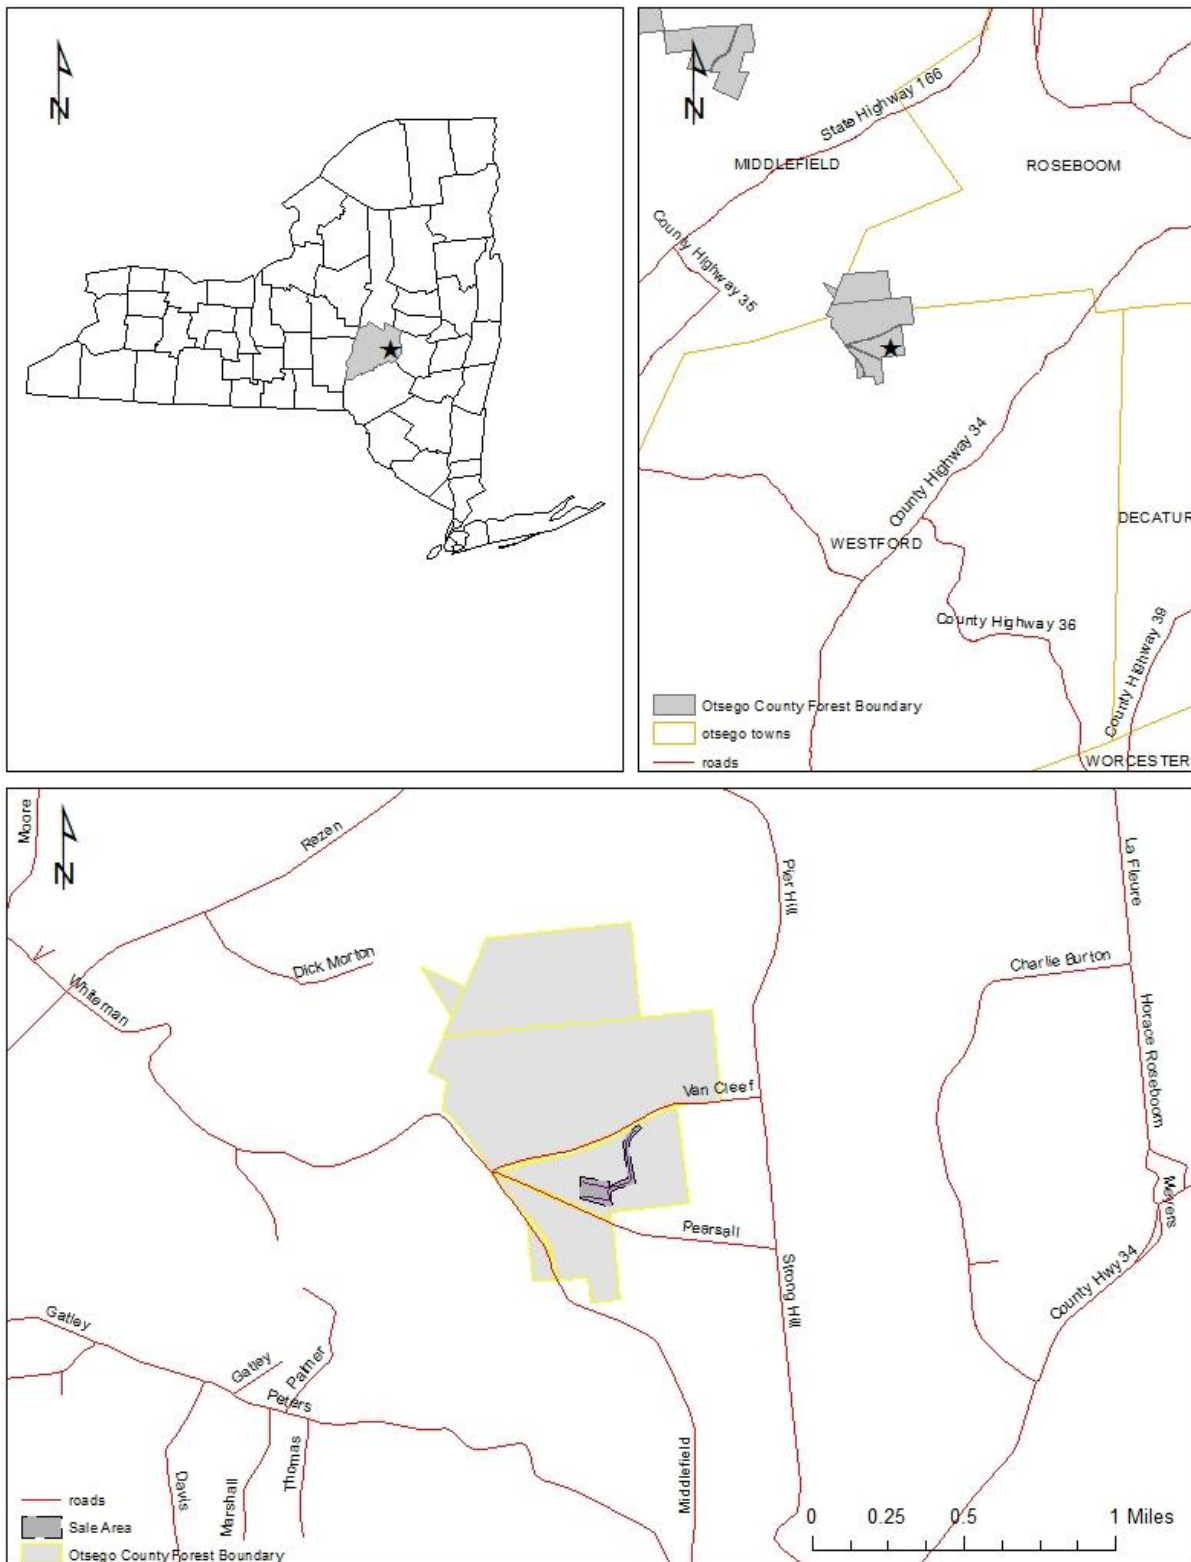 N
N
State Highway 166
MIDDLEFIELD
ROSEBOOM
County Highway 35
County Highway 34
WESTFORD
DECATUR
County Highway 36
County Highway 39
WORCESTER
Otsego County Forest Boundary
otsego towns
roads
Moore
N
Rezen
Dick Morton
Whiteman
Pier Hill
La Fleure
Charlie Burton
Horace Roseboom
Van Cleef
Meyers
Pearsall
Strong Hill
County Hwy 34
Gatley
Gatley
Palmer
Peters
Davis
Marshall
Thomas
Middlefield
roads
Sale Area
Otsego County Forest Boundary
0 0.25 0.5 1 Miles